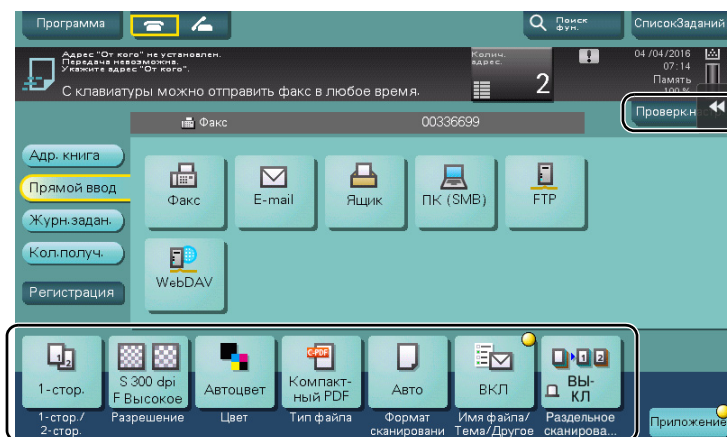 Программа
Поиск
фун.
СписокЗаданий
Адрес "От кого" не установлен.
Передача невозможна.
Укажите адрес "От кого".
С клавиатуры можно отправить факс в любое время.
Колич.
адрес.
2
04/04/2016
07:14
Память
100 %
Проверк.н
Факс
00336699
Адр. книга
Прямой ввод
Журн.задан.
Кол.получ.
Регистрация
Факс
E-mail
Ящик
ПК (SMB)
FTP
WebDAV
1-стор.
S 300 dpi
F Высокое
Автоцвет
C-PDF
Компакт-
ный PDF
Авто
ВКЛ
ВЫ-
КЛ
1-стор./
2-стор.
Разрешение
Цвет
Тип файла
Формат
сканировани
Имя файла/
Тема/Другое
Раздельное
скани­рова...
Приложение